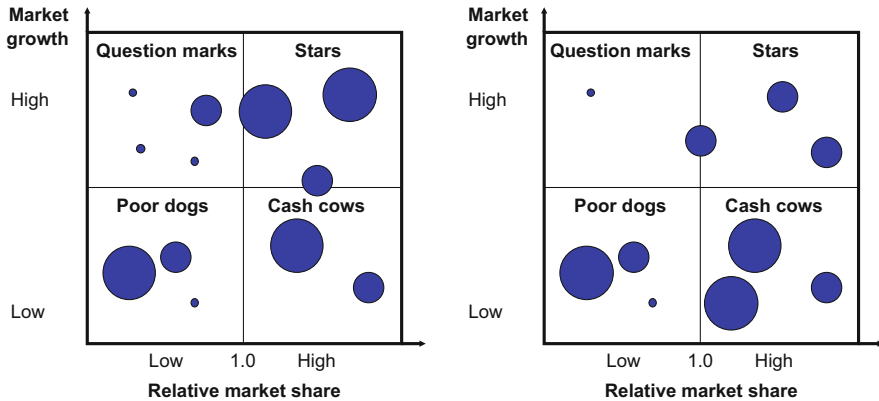 Market
growth
Question marks
Stars
High
Poor dogs
Cash cows
Low
Low
1.0
High
Relative market share
Market
growth
Question marks
Stars
High
Poor dogs
Cash cows
Low
Low
1.0
High
Relative market share